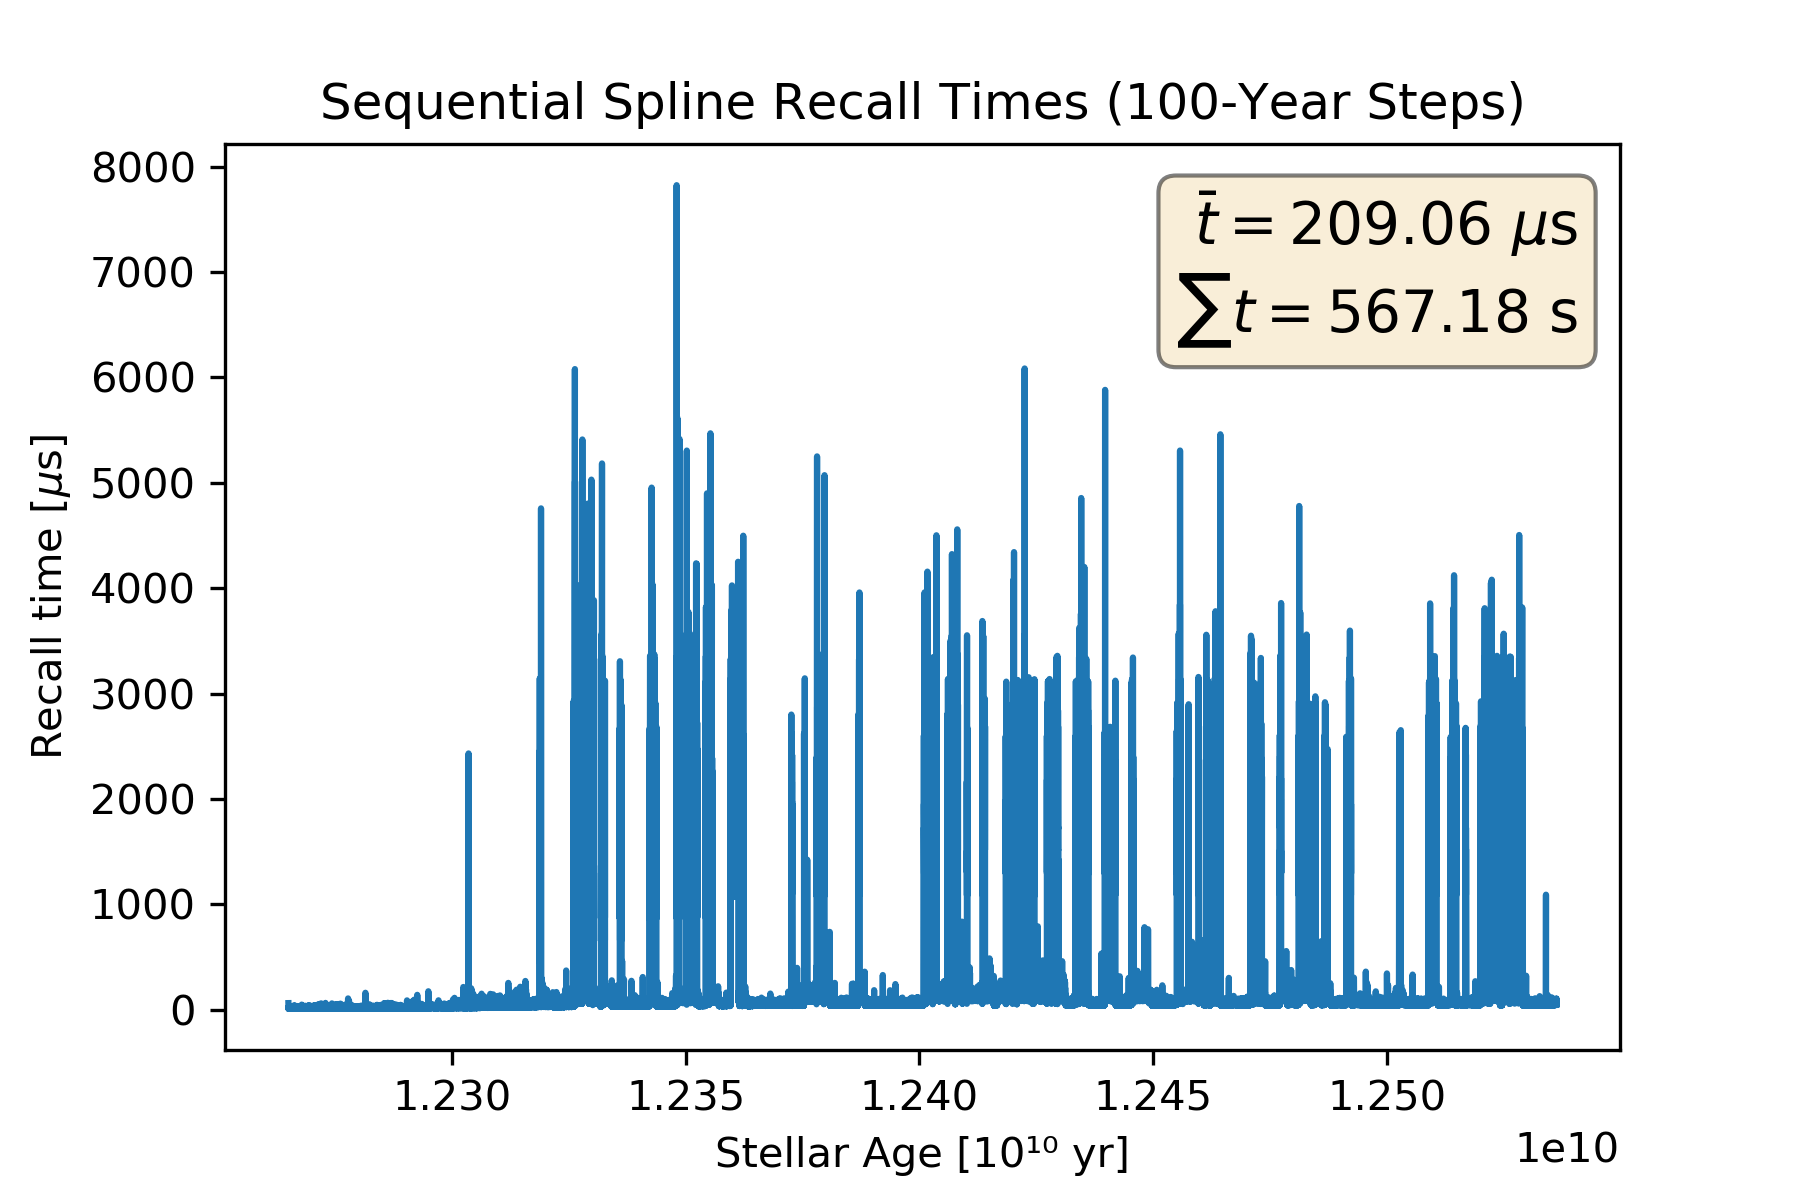 Sequential Spline Recall Times (100-Year Steps)
t̄ = 209.06 μs
∑ t = 567.18 s
8000
7000
6000
5000
4000
3000
2000
1000
0
Recall time [μs]
1.230 1.235 1.240 1.245 1.250
Stellar Age [10¹⁰ yr]
1e10